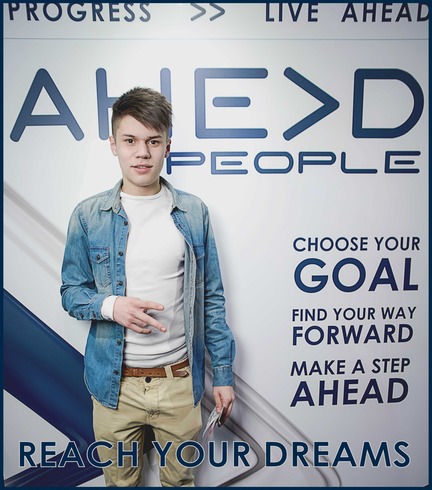 PROGRESS >> LIVE AHEAD
AHE>D
PEOPLE
CHOOSE YOUR
GOAL
FIND YOUR WAY
FORWARD
MAKE A STEP
AHEAD
REACH YOUR DREAMS